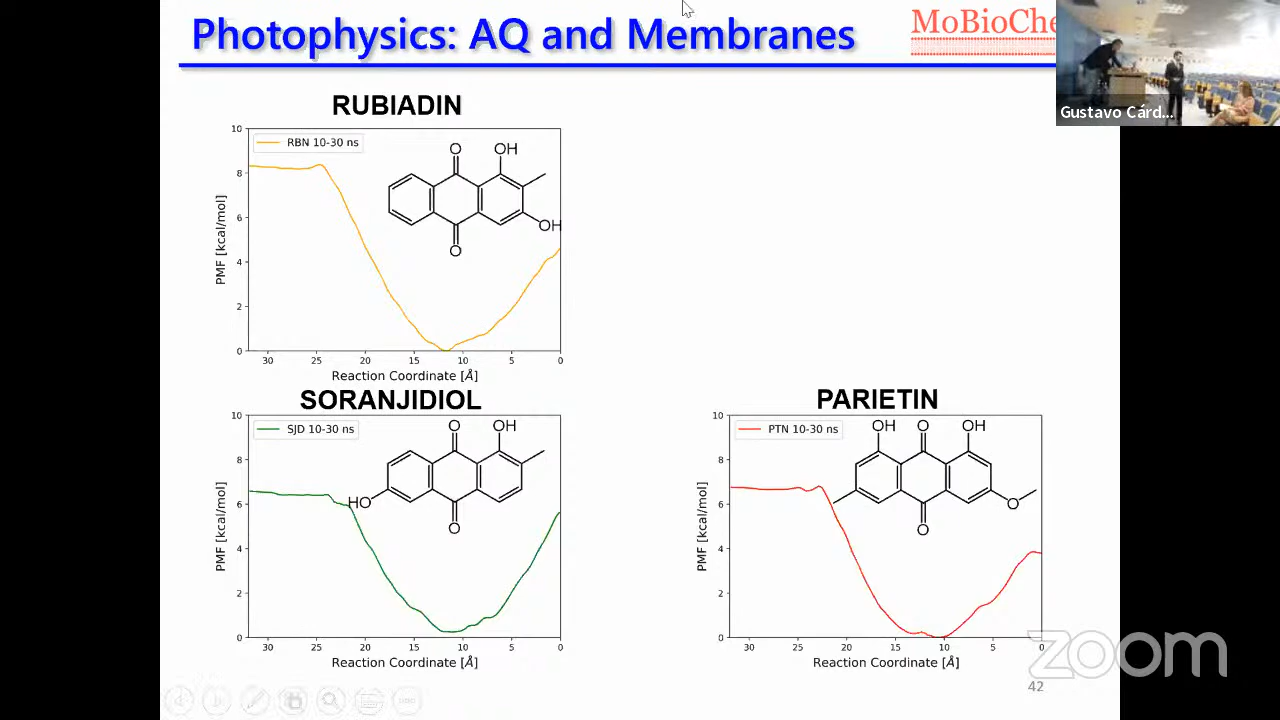 Photophysics: AQ and Membranes
MoBioChe
Gustavo Cárd...
RUBIADIN
RBN 10-30 ns
PMF [kcal/mol]
10
8
6
4
2
0
30 25 20 15 10 5 0
Reaction Coordinate [Å]
O OH
OH
O
SORANJIDIOL
SJD 10-30 ns
PMF [kcal/mol]
10
8
6
4
2
0
30 25 20 15 10 5 0
Reaction Coordinate [Å]
O OH
HO
O
PARIETIN
PTN 10-30 ns
PMF [kcal/mol]
10
8
6
4
2
0
30 25 20 15 10 5 0
Reaction Coordinate [Å]
OH O OH
O
O
zoom
42